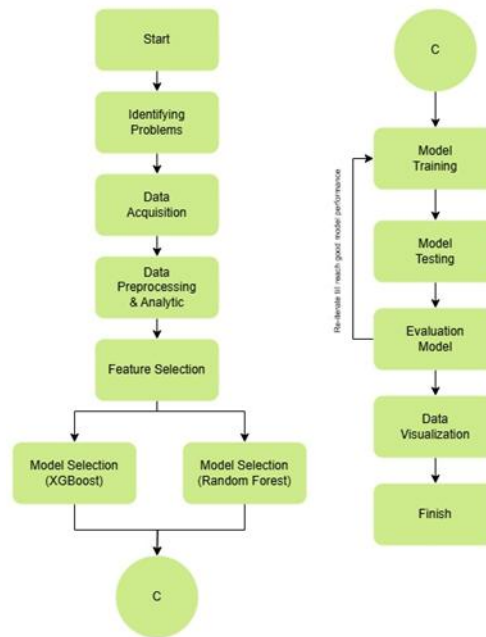 Start
Identifying
Problems
Data
Acquisition
Data
Preprocessing
& Analytic
Feature Selection
Model Selection
(XGBoost)
Model Selection
(Random Forest)
C
C
Model
Training
Re-iterate till reach good model performance
Model
Testing
Evaluation
Model
Data
Visualization
Finish